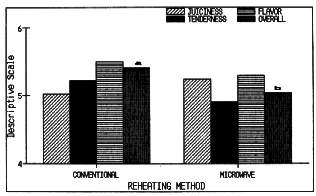 JUICINESS FLAVOR
TENDERNESS OVERALL
6
5
4
Descriptive Scale
a
b
CONVENTIONAL MICROWAVE
REHEATING METHOD